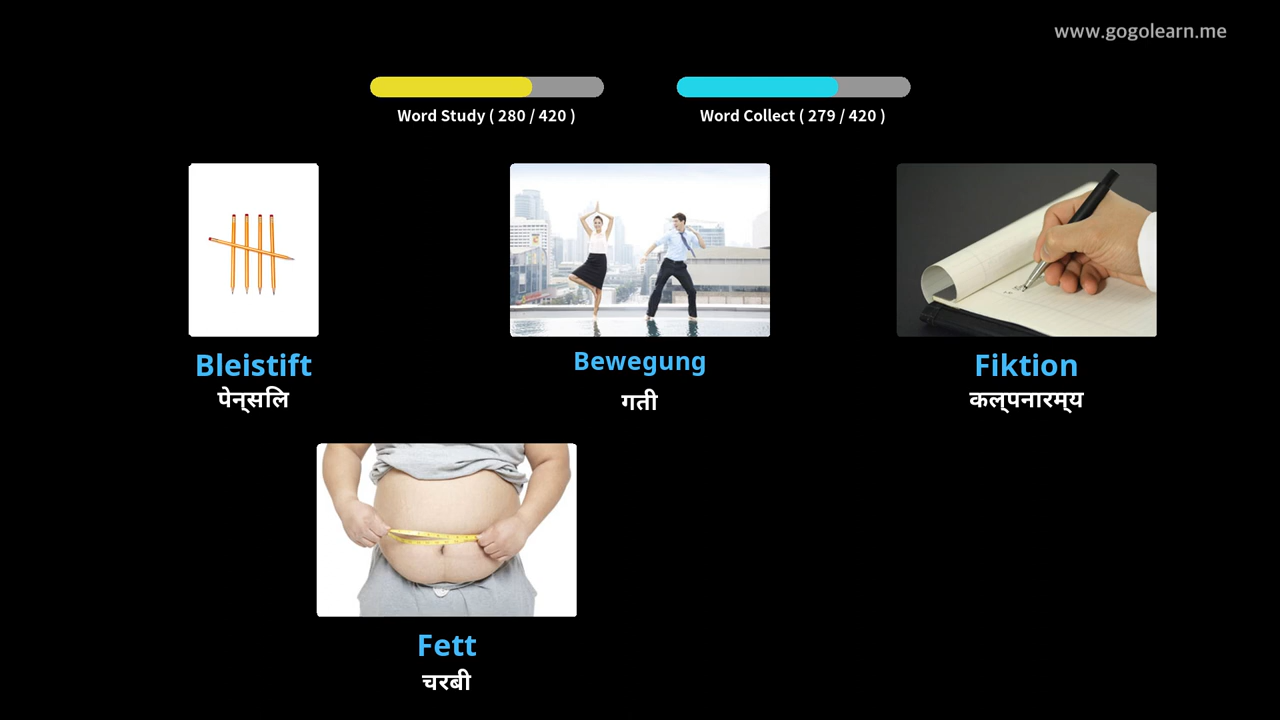 www.gogolearn.me
Word Study ( 280 / 420 )
Word Collect ( 279 / 420 )
Bleistift
पेन्सलि
Bewegung
गती
Fiktion
कल्पनारम्य
Fett
चरबी